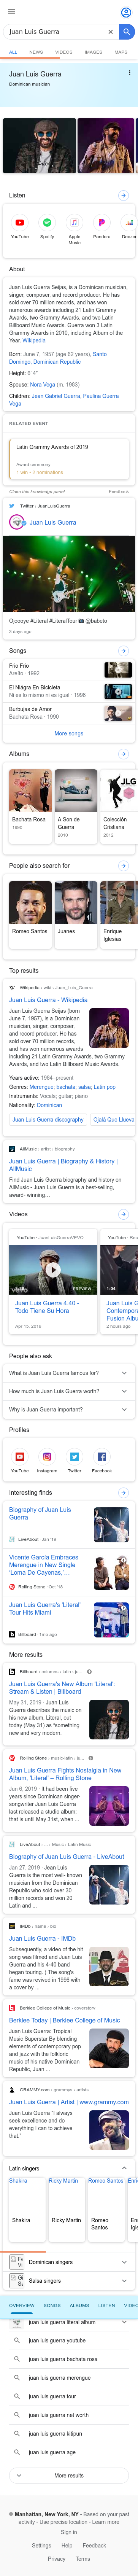 Juan Luis Guerra
ALL NEWS VIDEOS IMAGES MAPS
Juan Luis Guerra
Dominican musician
Listen
YouTube Spotify Apple Music Pandora Deezer
About
Juan Luis Guerra Seijas, is a Dominican musician, singer, composer, and record producer. He has sold over 70 million records, and has won numerous awards including 21 Latin Grammy Awards, two Grammy Awards, and two Latin Billboard Music Awards. Guerra won 3 Latin Grammy Awards in 2010, including Album of the Year. Wikipedia
Born: June 7, 1957 (age 62 years), Santo Domingo, Dominican Republic
Height: 6′ 4″
Spouse: Nora Vega (m. 1983)
Children: Jean Gabriel Guerra, Paulina Guerra Vega
RELATED EVENT
Latin Grammy Awards of 2019
Award ceremony
1 win • 2 nominations
Claim this knowledge panel Feedback
Twitter › JuanLuisGuerra
Juan Luis Guerra
Ojoooye #Literal #LiteralTour @babelo
3 days ago
Songs
Frío Frío
Areito · 1992
El Niágra En Bicicleta
Ni es lo mismo ni es igual · 1998
Burbujas de Amor
Bachata Rosa · 1990
More songs
Albums
Bachata Rosa
1990
A Son de Guerra
2010
Colección Cristiana
2012
People also search for
Romeo Santos
Juanes
Enrique Iglesias
Top results
Wikipedia › wiki › Juan_Luis_Guerra
Juan Luis Guerra - Wikipedia
Juan Luis Guerra Seijas (born June 7, 1957), is a Dominican musician, singer, composer, and record producer. He has sold over 30 million records, and won numerous awards including 21 Latin Grammy Awards, two Grammy Awards, and two Latin Billboard Music Awards.
Years active: 1984–present
Genres: Merengue; bachata; salsa; Latin pop
Instruments: Vocals; guitar; piano
Nationality: Dominican
Juan Luis Guerra discography
Ojalá Que Llueva
AllMusic › artist › biography
Juan Luis Guerra | Biography & History | AllMusic
Find Juan Luis Guerra biography and history on AllMusic - Juan Luis Guerra is a best-selling, award-winning ...
Videos
YouTube · JuanLuisGuerraVEVO
PREVIEW
Juan Luis Guerra 4.40 - Todo Tiene Su Hora
Apr 15, 2019
1:04
2 hours ago
People also ask
What is Juan Luis Guerra famous for?
How much is Juan Luis Guerra worth?
Why is Juan Guerra important?
Profiles
YouTube Instagram Twitter Facebook
Interesting finds
Biography of Juan Luis Guerra
LiveAbout · Jan '19
Vicente García Embraces Merengue in New Single 'Loma De Cayenas,' ...
Rolling Stone · Oct '18
Juan Luis Guerra's 'Literal' Tour Hits Miami
Billboard · 1mo ago
More results
Billboard › columns › latin › ju...
Juan Luis Guerra's New Album 'Literal': Stream & Listen | Billboard
May 31, 2019 · Juan Luis Guerra describes the music on his new album, Literal, out today (May 31) as "something new and very modern.
Rolling Stone › music-latin › ju...
Juan Luis Guerra Fights Nostalgia in New Album, 'Literal' – Rolling Stone
Jun 6, 2019 · It had been five years since Dominican singer-songwriter Juan Luis Guerra last released a studio album: that is until May 31st, when ...
LiveAbout › ... › Music › Latin Music
Biography of Juan Luis Guerra - LiveAbout
Jan 27, 2019 · Juan Luis Guerra is the most well- known musician from the Dominican Republic who sold over 30 million records and won 20 Latin and ...
IMDb › name › bio
Juan Luis Guerra - IMDb
Subsequently, a video of the hit song was filmed and Juan Luis Guerra and his 4-40 band began touring. | The song" and was famous was revived in 1996 with a cover by ...
Berklee College of Music › coverstory
Berklee Today | Berklee College of Music
Juan Luis Guerra: Tropical Music Superstar By blending elements of contemporary pop and jazz with the folkloric music of his native Dominican Republic, Juan ...
GRAMMY.com › grammys › artists
Juan Luis Guerra | Artist | www.grammy.com
Juan Luis Guerra "I always seek excellence and do everything I can to achieve that."
Latin singers
Shakira
Ricky Martin
Romeo Santos
Shakira
Ricky Martin
Romeo Santos
Dominican singers
Salsa singers
OVERVIEW SONGS ALBUMS LISTEN
juan luis guerra literal album
juan luis guerra youtube
juan luis guerra bachata rosa
juan luis guerra merengue
juan luis guerra tour
juan luis guerra net worth
juan luis guerra kitipun
juan luis guerra age
More results
Manhattan, New York, NY - Based on your past activity - Use precise location - Learn more
Sign in
Settings Help Feedback
Privacy Terms